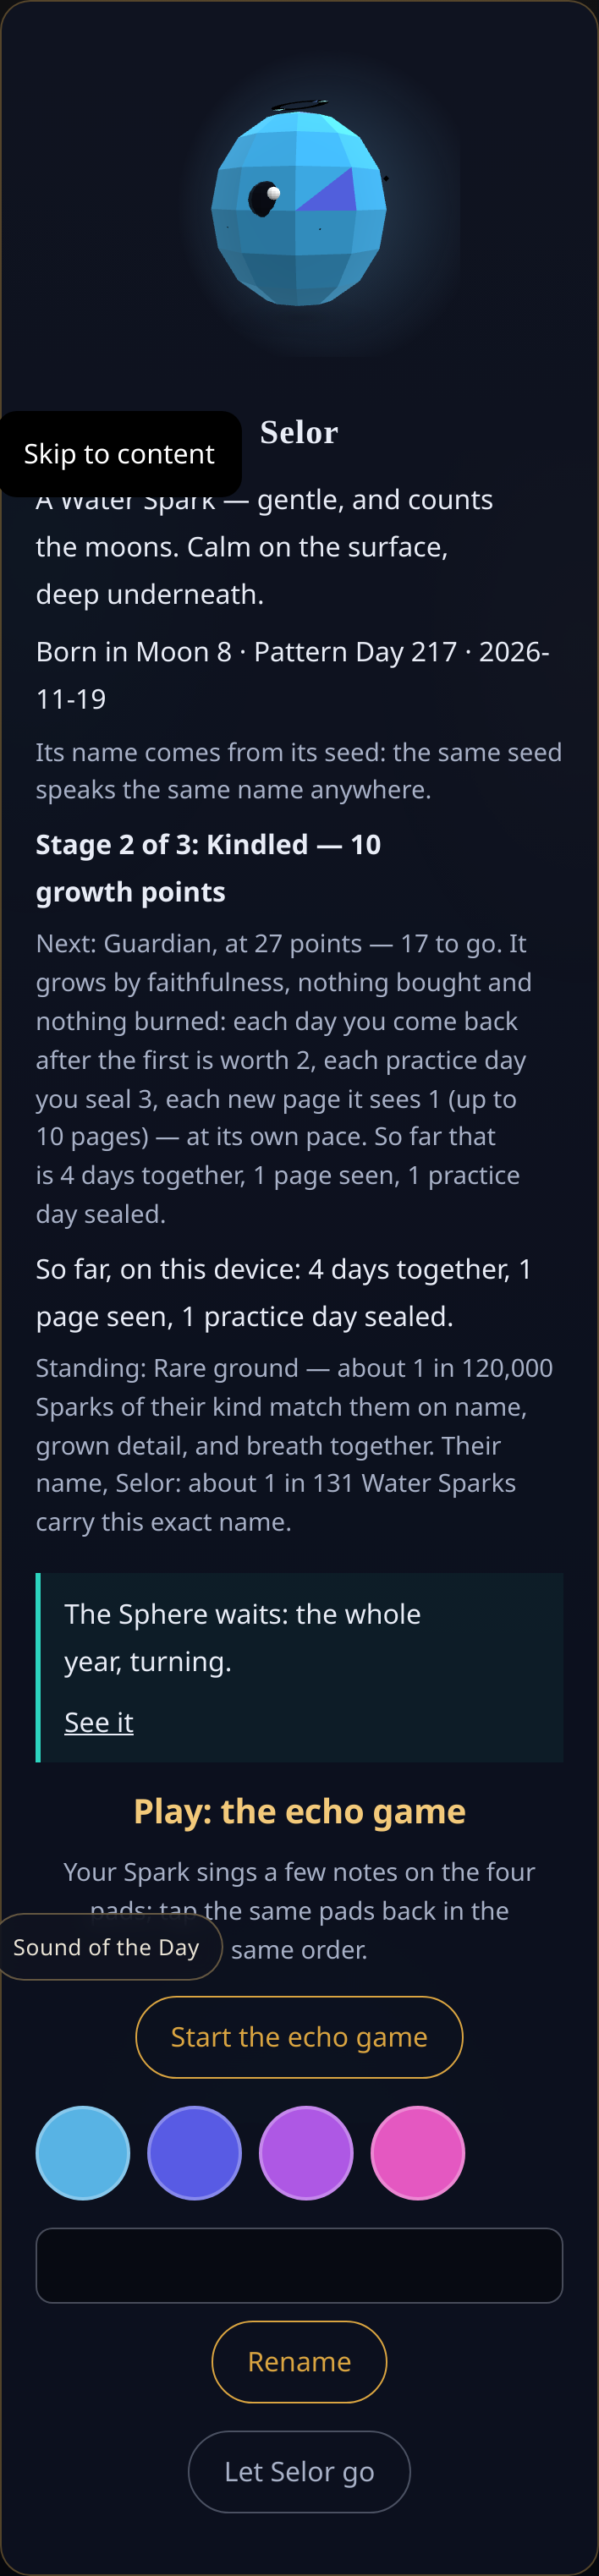 Selor
Skip to content
A Water Spark — gentle, and counts
the moons. Calm on the surface,
deep underneath.
Born in Moon 8 · Pattern Day 217 · 2026-
11-19
Its name comes from its seed: the same seed
speaks the same name anywhere.
Stage 2 of 3: Kindled — 10
growth points
Next: Guardian, at 27 points — 17 to go. It
grows by faithfulness, nothing bought and
nothing burned: each day you come back
after the first is worth 2, each practice day
you seal 3, each new page it sees 1 (up to
10 pages) — at its own pace. So far that
is 4 days together, 1 page seen, 1 practice
day sealed.
So far, on this device: 4 days together, 1
page seen, 1 practice day sealed.
Standing: Rare ground — about 1 in 120,000
Sparks of their kind match them on name,
grown detail, and breath together. Their
name, Selor: about 1 in 131 Water Sparks
carry this exact name.
The Sphere waits: the whole
year, turning.
See it
Play: the echo game
Your Spark sings a few notes on the four
pads; tap the same pads back in the
same order.
Sound of the Day
Start the echo game
Rename
Let Selor go